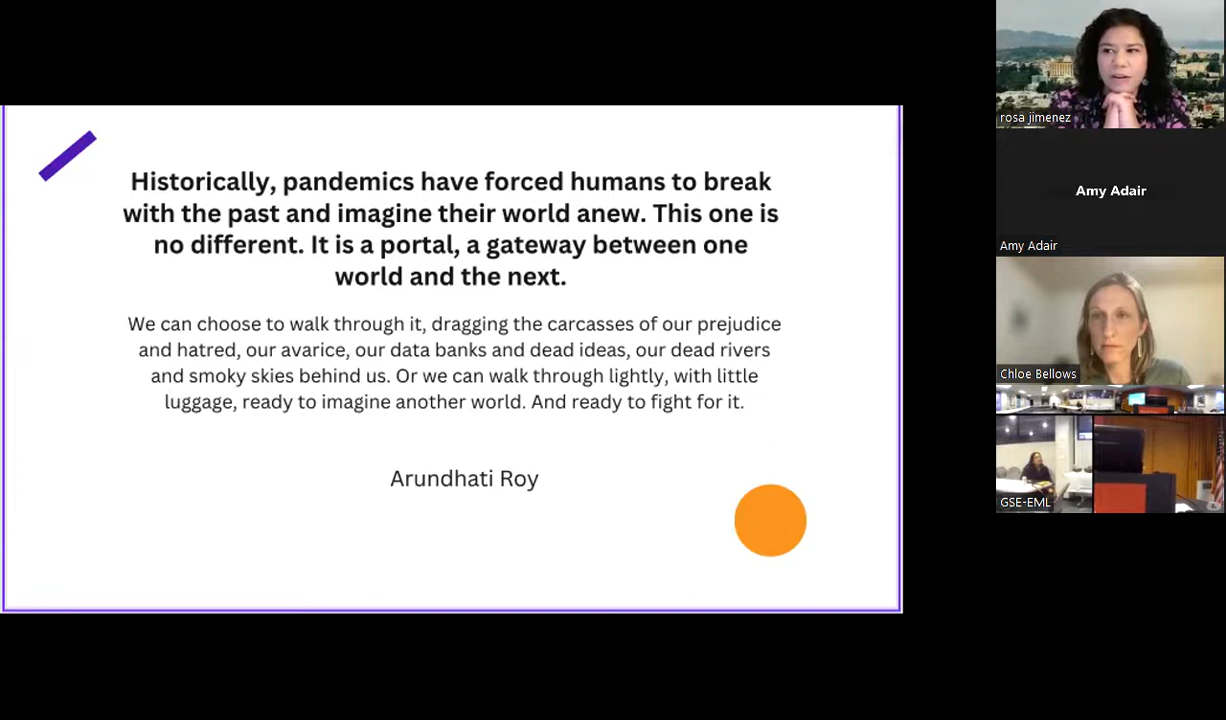 Historically, pandemics have forced humans to break
with the past and imagine their world anew. This one is
no different. It is a portal, a gateway between one
world and the next.
We can choose to walk through it, dragging the carcasses of our prejudice
and hatred, our avarice, our data banks and dead ideas, our dead rivers
and smoky skies behind us. Or we can walk through lightly, with little
luggage, ready to imagine another world. And ready to fight for it.
Arundhati Roy
rosa jimenez
Amy Adair
Amy Adair
Chloe Bellows
GSE-EML